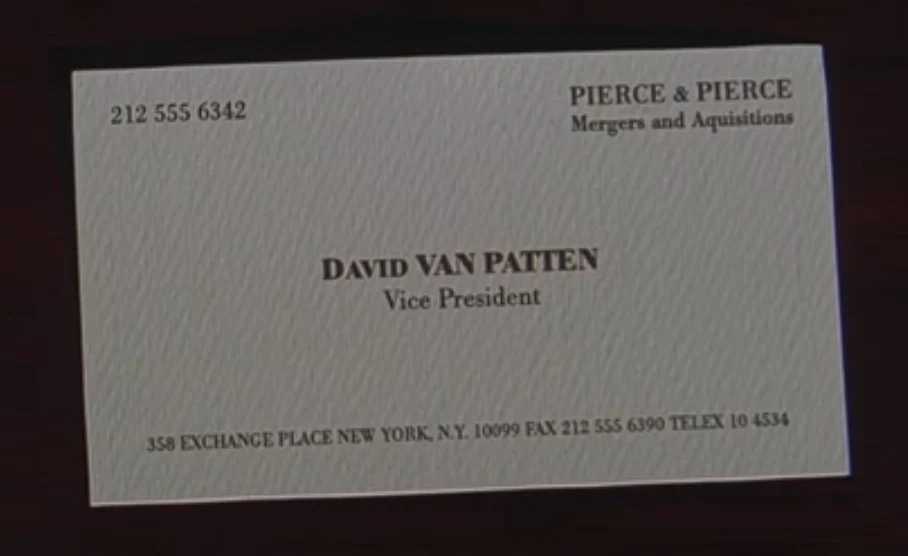 212 555 6342
PIERCE & PIERCE
Mergers and Aquisitions
DAVID VAN PATTEN
Vice President
358 EXCHANGE PLACE NEW YORK, N.Y. 10099 FAX 212 555 6390 TELEX 10 4534